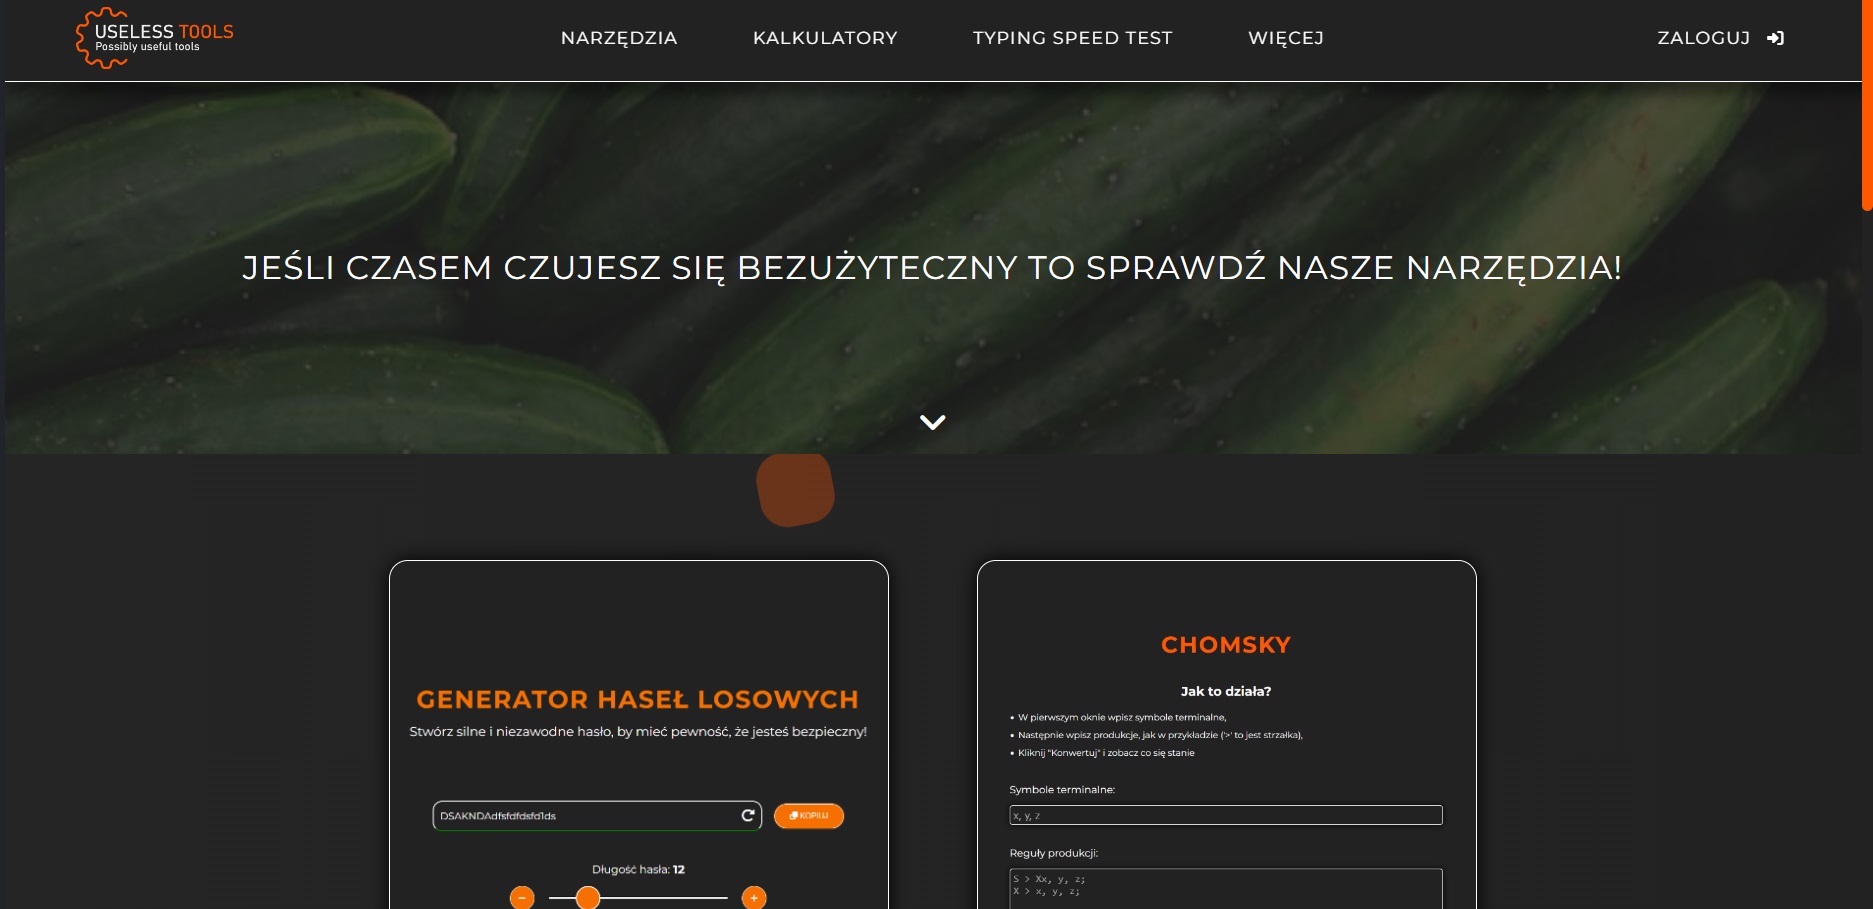 USELESS TOOLS
Possibly useful tools
NARZĘDZIA
KALKULATORY
TYPING SPEED TEST
WIĘCEJ
ZALOGUJ
JEŚLI CZASEM CZUJESZ SIĘ BEZUŻYTECZNY TO SPRAWDŹ NASZE NARZĘDZIA!
GENERATOR HASEŁ LOSOWYCH
Stwórz silne i niezawodne hasło, by mieć pewność, że jesteś bezpieczny!
DSAKNDAdfsfdfdsfd1ds
KOPIUJ
Długość hasła: 12
CHOMSKY
Jak to działa?
• W pierwszym oknie wpisz symbole terminalne,
• Następnie wpisz produkcje, jak w przykładzie ('>' to jest strzałka),
• Kliknij "Konwertuj" i zobacz co się stanie
Symbole terminalne:
x, y, z
Reguły produkcji:
S > Xx, y, z;
X > x, y, z;